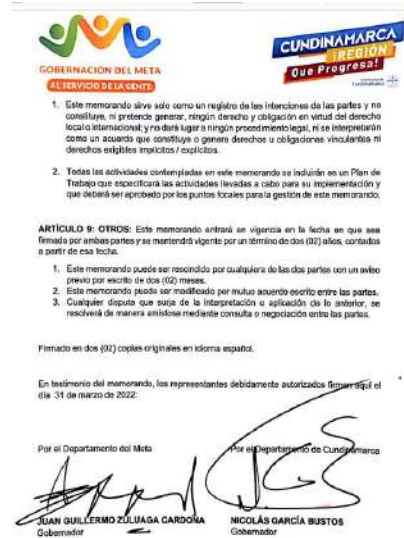 GOBERNACIÓN DEL META
AL SERVICIO DE LA GENTE
CUNDINAMARCA
¡REGIÓN
Que Progresa!
1. Este memorando sirve solo como un registro de las intenciones de las partes y no
constituye, ni pretende generar, ningún derecho y obligación en virtud del derecho
local o internacional; y no dará lugar a ningún procedimiento legal, ni se interpretarán
como un acuerdo que constituye o genera derechos u obligaciones vinculantes ni
derechos exigibles implícitos / explícitos.
2. Todas las actividades contempladas en este memorando se incluirán en un Plan de
Trabajo que especificará las actividades llevadas a cabo para su implementación y
que deberá ser aprobado por los puntos focales para la gestión de este memorando.
ARTÍCULO 9: OTROS: Este memorando entrará en vigencia en la fecha en que sea
firmado por ambas partes y se mantendrá vigente por un término de dos (02) años, contados
a partir de esa fecha.
1. Este memorando puede ser rescindido por cualquiera de las dos partes con un aviso
previo por escrito de dos (02) meses.
2. Este memorando puede ser modificado por mutuo acuerdo escrito entre las partes.
3. Cualquier disputa que surja de la interpretación o aplicación de lo anterior, se
resolverá de manera amistosa mediante consulta o negociación entre las partes.
Firmado en dos (02) copias originales en idioma español.
En testimonio del memorando, los representantes debidamente autorizados firman aquí el
día 31 de marzo de 2022:
Por el Departamento del Meta
Por el Departamento de Cundinamarca
JUAN GUILLERMO ZULUAGA CARDONA
Gobernador
NICOLÁS GARCÍA BUSTOS
Gobernador